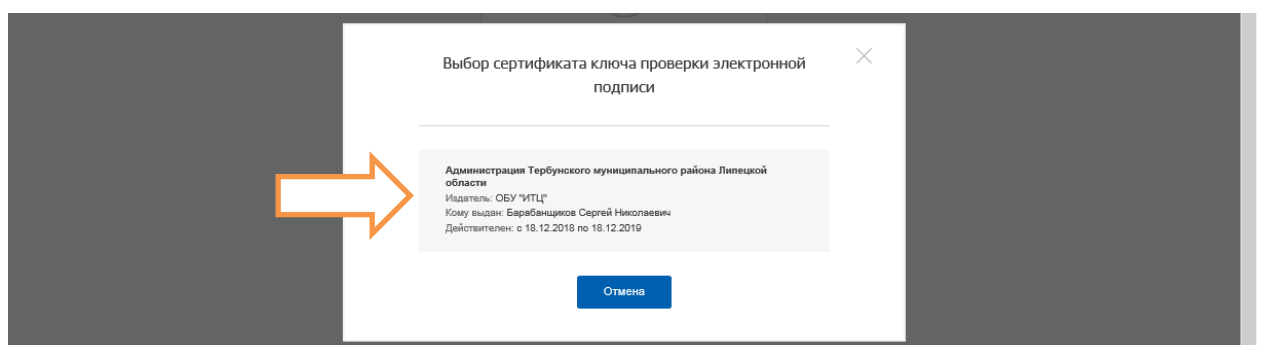 Выбор сертификата ключа проверки электронной
подписи
Администрация Тербунского муниципального района Липецкой
области
Издатель: ОБУ "ИТЦ"
Кому выдан: Барабанщиков Сергей Николаевич
Действителен: с 18.12.2018 по 18.12.2019
Отмена